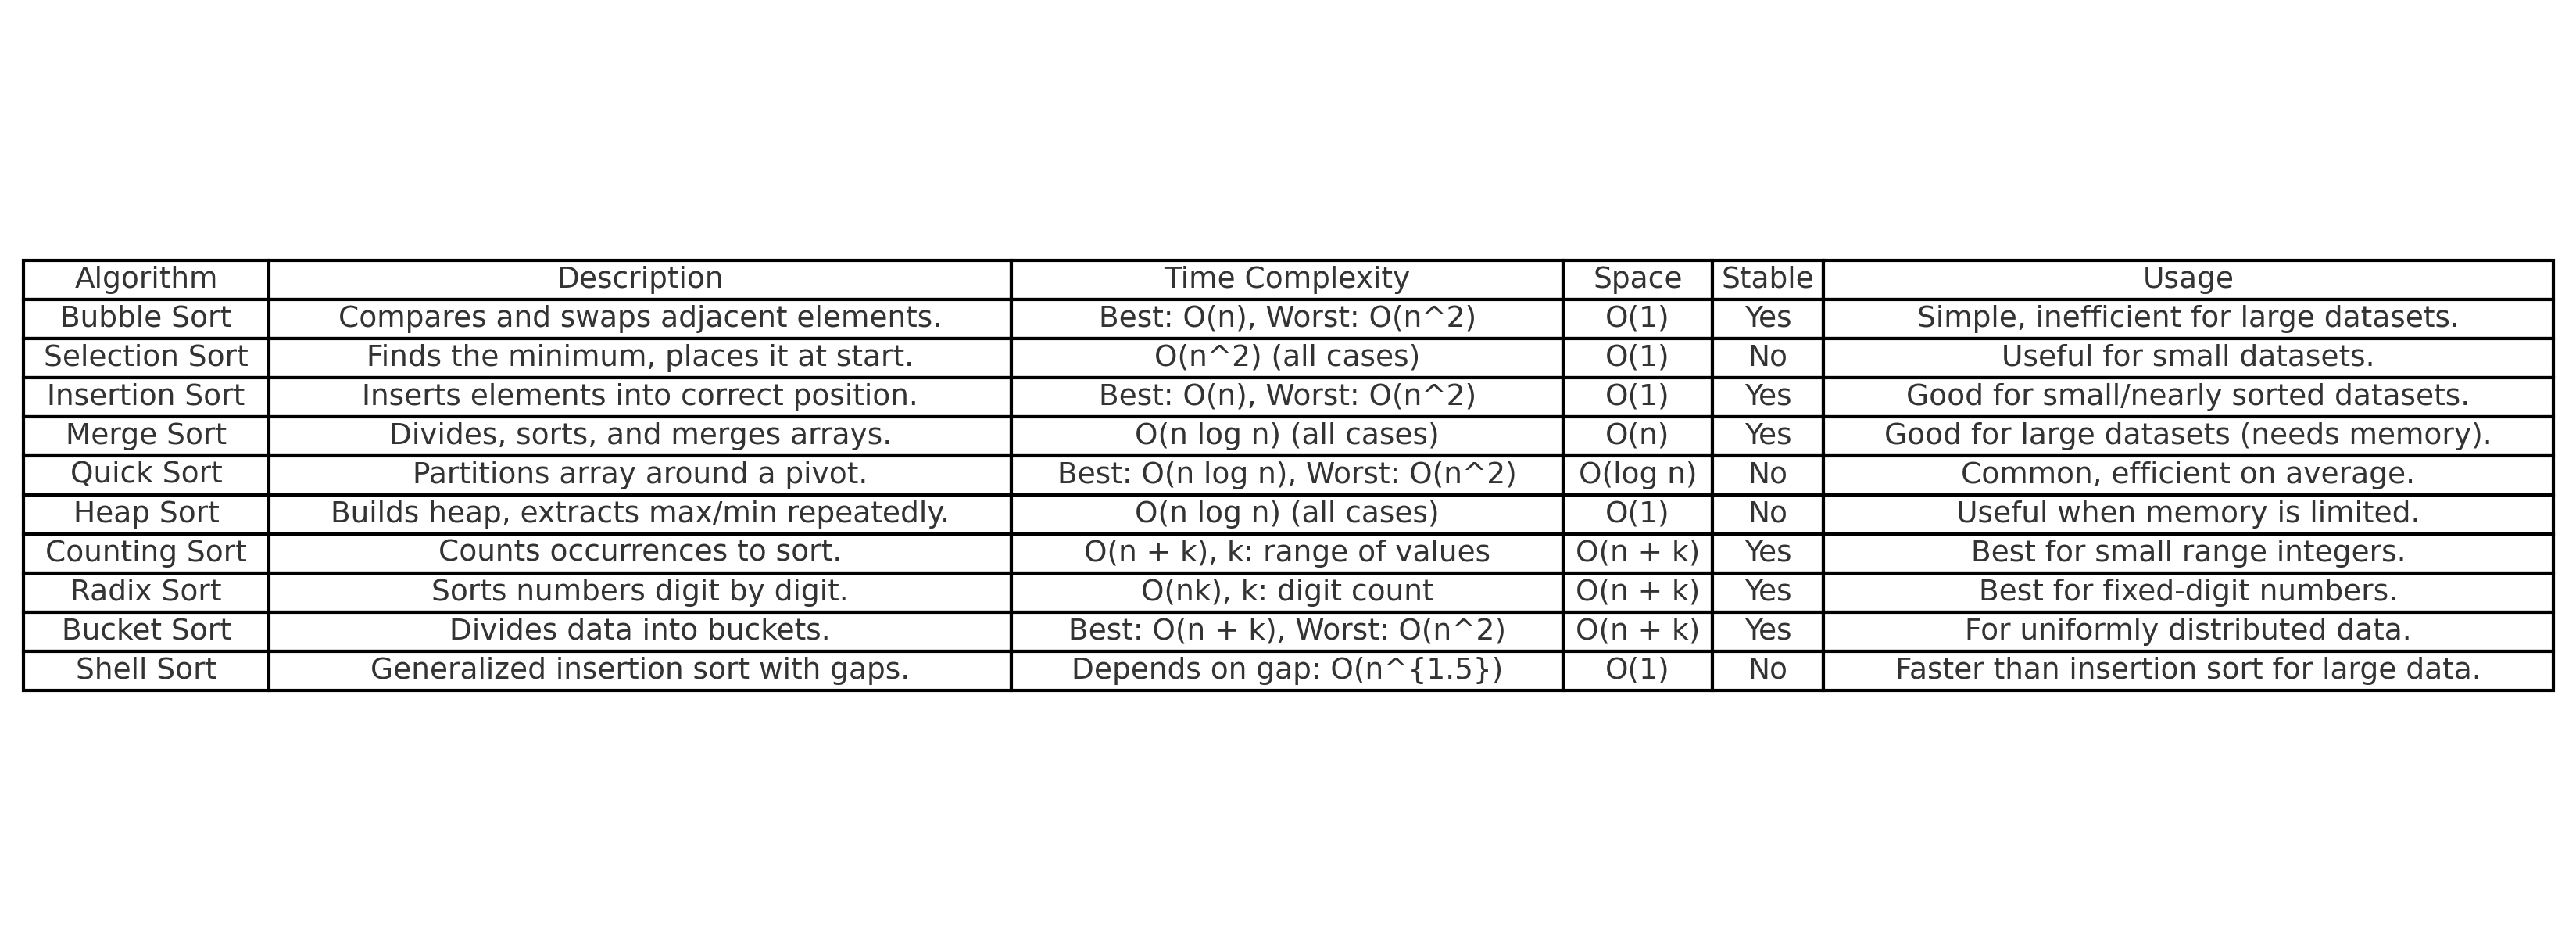 Algorithm Description Time Complexity Space Stable Usage
Bubble Sort Compares and swaps adjacent elements. Best: O(n), Worst: O(n^2) O(1) Yes Simple, inefficient for large datasets.
Selection Sort Finds the minimum, places it at start. O(n^2) (all cases) O(1) No Useful for small datasets.
Insertion Sort Inserts elements into correct position. Best: O(n), Worst: O(n^2) O(1) Yes Good for small/nearly sorted datasets.
Merge Sort Divides, sorts, and merges arrays. O(n log n) (all cases) O(n) Yes Good for large datasets (needs memory).
Quick Sort Partitions array around a pivot. Best: O(n log n), Worst: O(n^2) O(log n) No Common, efficient on average.
Heap Sort Builds heap, extracts max/min repeatedly. O(n log n) (all cases) O(1) No Useful when memory is limited.
Counting Sort Counts occurrences to sort. O(n + k), k: range of values O(n + k) Yes Best for small range integers.
Radix Sort Sorts numbers digit by digit. O(nk), k: digit count O(n + k) Yes Best for fixed-digit numbers.
Bucket Sort Divides data into buckets. Best: O(n + k), Worst: O(n^2) O(n + k) Yes For uniformly distributed data.
Shell Sort Generalized insertion sort with gaps. Depends on gap: O(n^{1.5}) O(1) No Faster than insertion sort for large data.